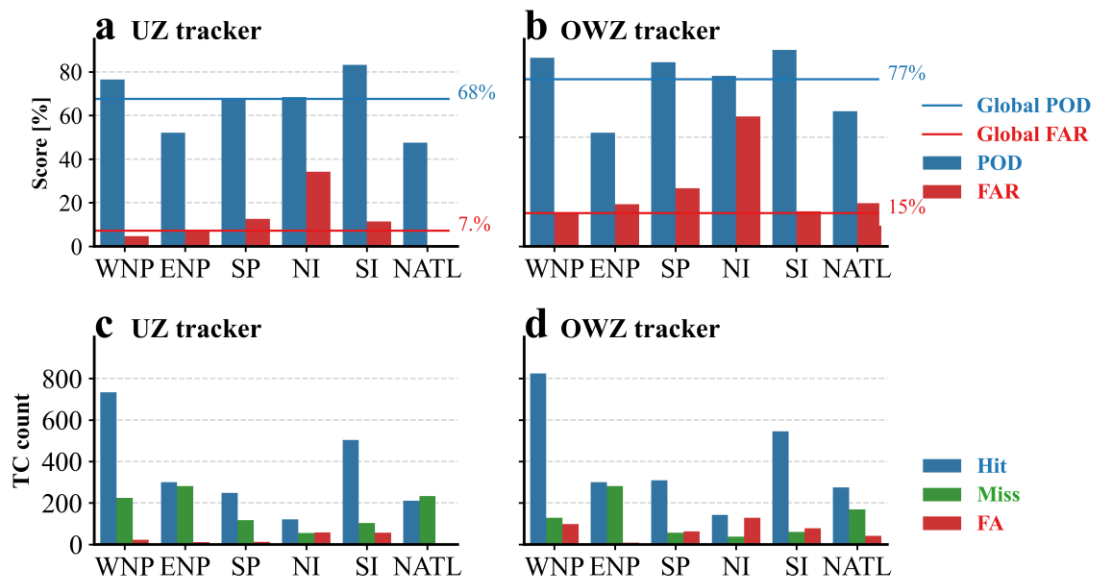 a UZ tracker
b OWZ tracker
Score [%]
80
60
40
20
0
68%
7.%
77%
15%
WNP ENP SP NI SI NATL
WNP ENP SP NI SI NATL
Global POD
Global FAR
POD
FAR
c UZ tracker
d OWZ tracker
TC count
800
600
400
200
0
WNP ENP SP NI SI NATL
WNP ENP SP NI SI NATL
Hit
Miss
FA